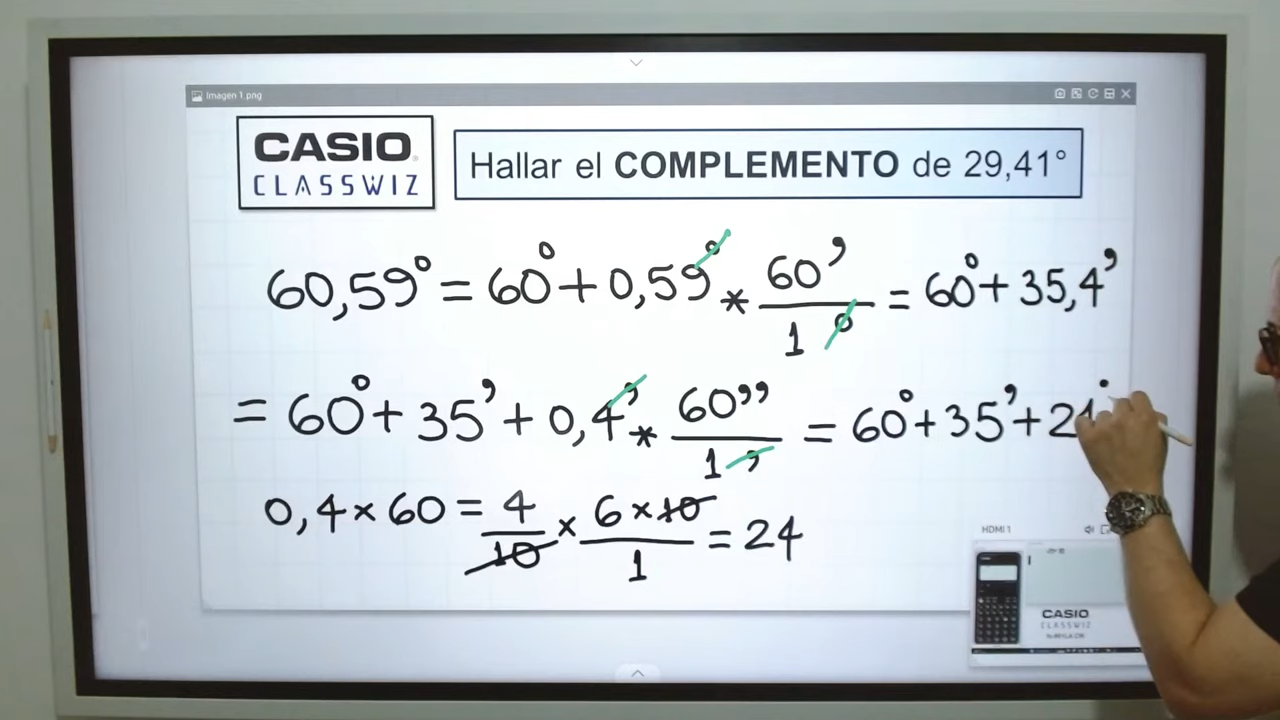 Imagen 1.png
CASIO
CLASSWIZ
Hallar el COMPLEMENTO de 29,41°
60,59° = 60° + 0,59° * 60’ / 1° = 60° + 35,4’
= 60° + 35’ + 0,4’ * 60’’ / 1’ = 60° + 35’ + 24’
0,4 × 60 = 4 / 10 × 6 × 10 / 1 = 24
HDMI 1
CASIO
CLASSWIZ